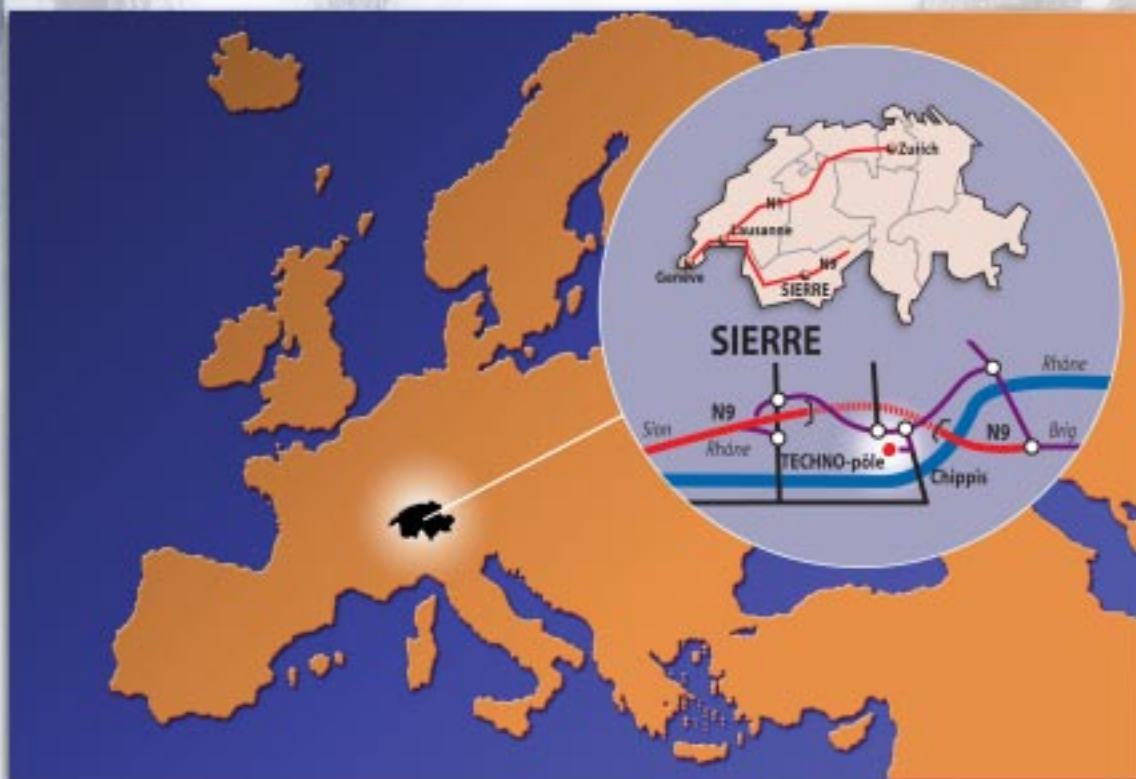 Zurich
N1
Lausanne
N9
Genève
SIERRE
SIERRE
Rhône
N9
Sion
N9
Brig
Rhône
TECHNO-pôle
Chippis